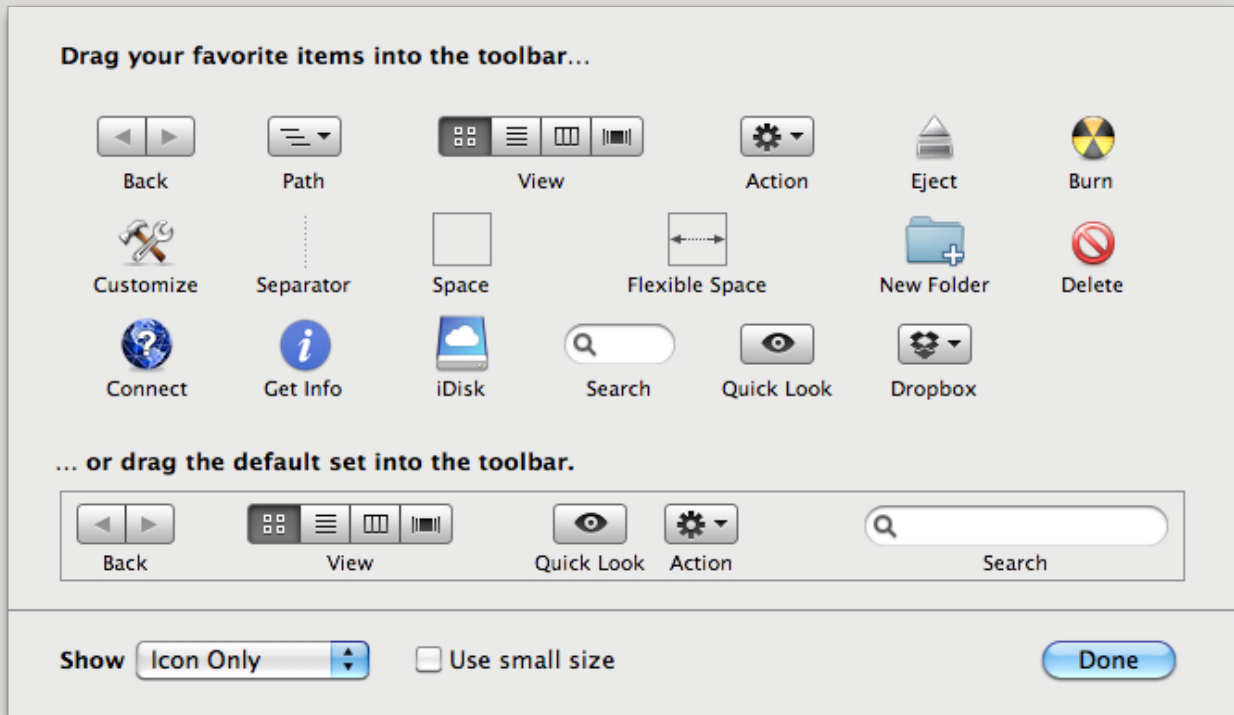 Drag your favorite items into the toolbar...
Back Path View Action Eject Burn
Customize Separator Space Flexible Space New Folder Delete
Connect Get Info iDisk Search Quick Look Dropbox
... or drag the default set into the toolbar.
Back View Quick Look Action Search
Show Icon Only Use small size Done